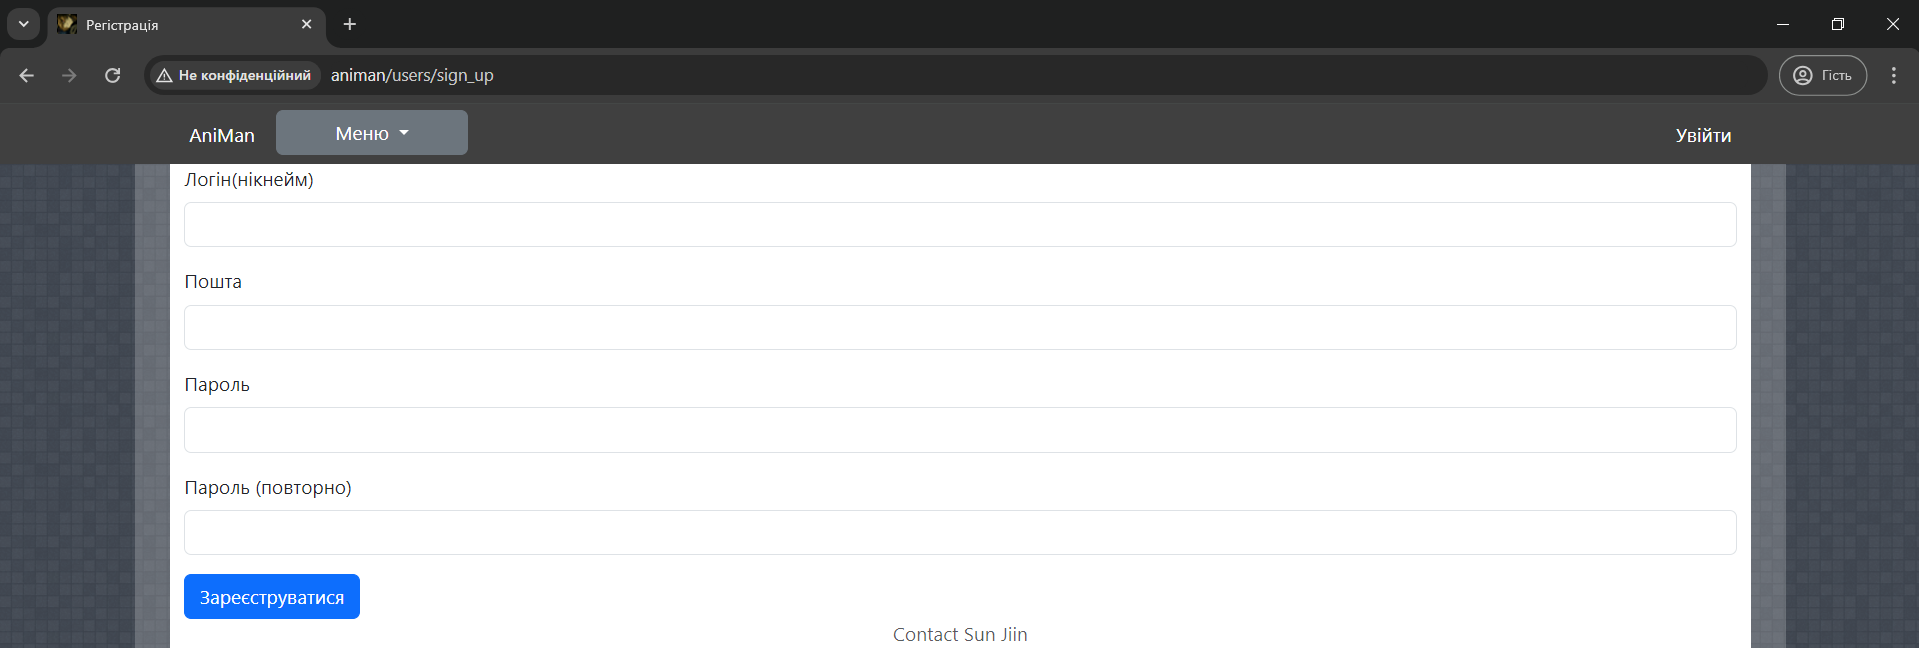 Регістрація
Не конфіденційний animan/users/sign_up Гість
AniMan Меню Увійти
Логін(нікнейм)
Пошта
Пароль
Пароль (повторно)
Зареєструватися
Contact Sun Jiin